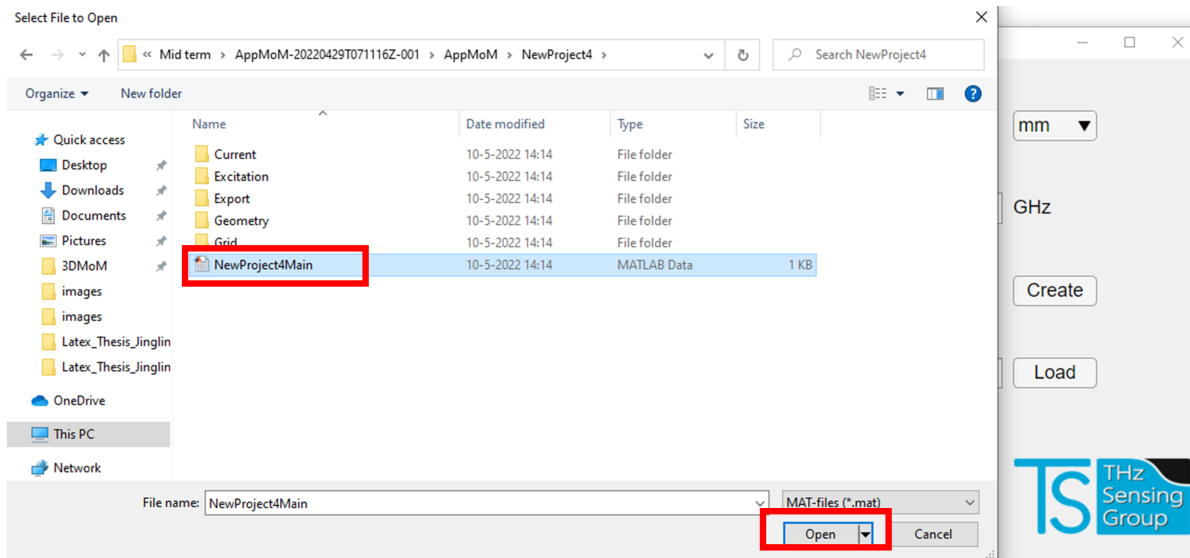 Select File to Open
« Mid term > AppMoM-20220429T071116Z-001 > AppMoM > NewProject4 >
Search NewProject4
Organize
New folder
Name
Date modified
Type
Size
Quick access
Desktop
Downloads
Documents
Pictures
3DMoM
images
images
Latex_Thesis_Jinglin
Latex_Thesis_Jinglin
OneDrive
This PC
Network
Current 10-5-2022 14:14 File folder
Excitation 10-5-2022 14:14 File folder
Export 10-5-2022 14:14 File folder
Geometry 10-5-2022 14:14 File folder
Grid 10-5-2022 14:14 File folder
NewProject4Main 10-5-2022 14:14 MATLAB Data 1 KB
File name: NewProject4Main
MAT-files (*.mat)
Open
Cancel
mm
GHz
Create
Load
TS
THz
Sensing
Group